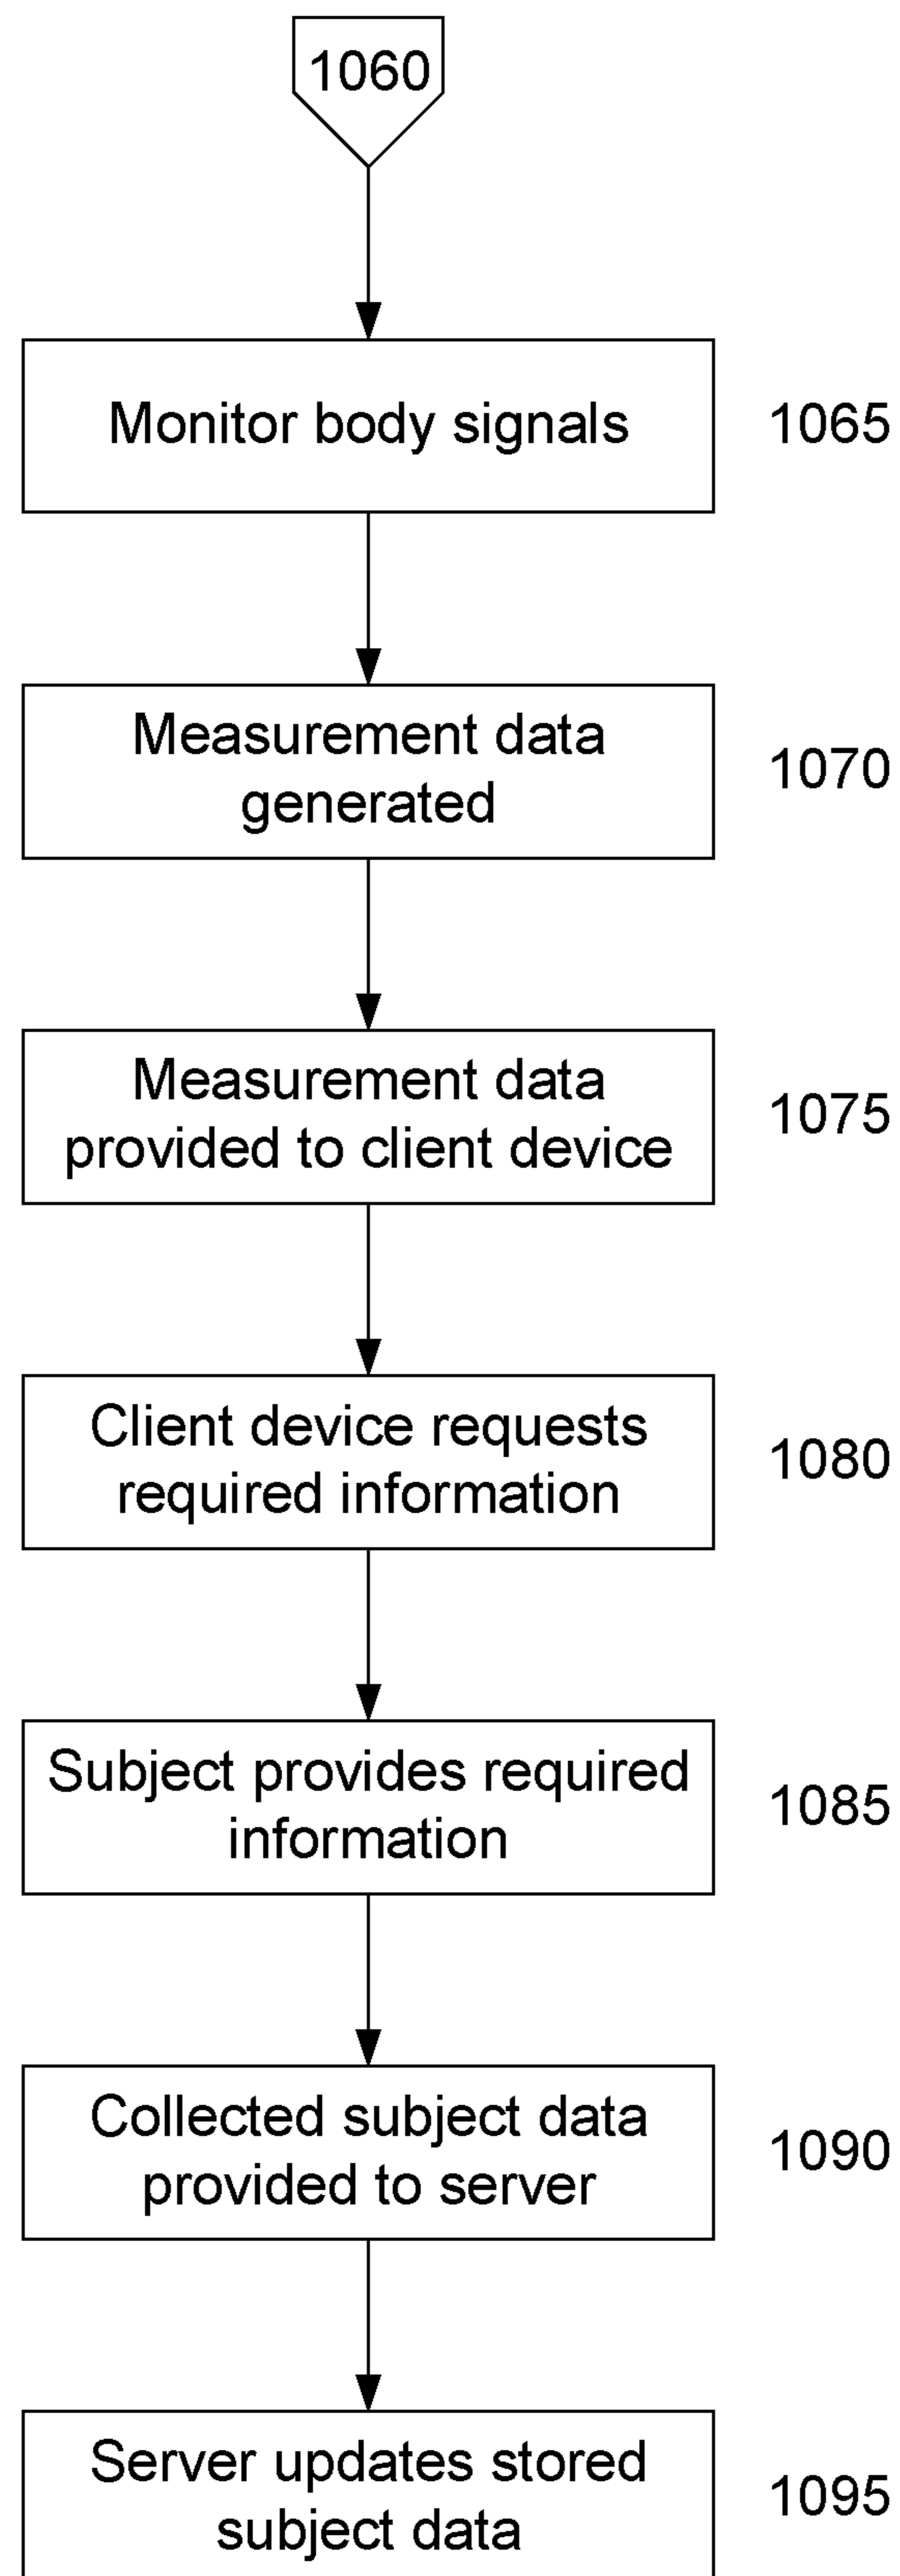 1060
Monitor body signals
1065
Measurement data
generated
1070
Measurement data
provided to client device
1075
Client device requests
required information
1080
Subject provides required
information
1085
Collected subject data
provided to server
1090
Server updates stored
subject data
1095